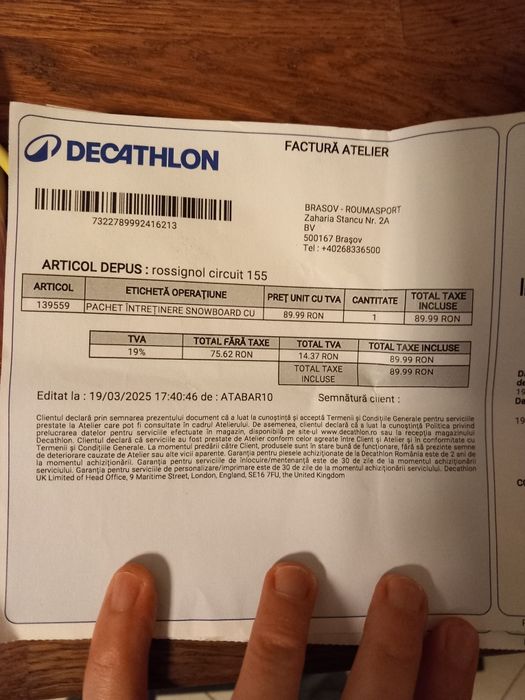 DECATHLON
FACTURĂ ATELIER
7322789992416213
BRASOV - ROUMASPORT
Zaharia Stancu Nr. 2A
BV
500167 Brașov
Tel : +40268336500
ARTICOL DEPUS : rossignol circuit 155
ARTICOL ETICHETĂ OPERAȚIUNE PREȚ UNIT CU TVA CANTITATE TOTAL TAXE INCLUSE
139559 PACHET ÎNTREȚINERE SNOWBOARD CU 89.99 RON 1 89.99 RON
TVA TOTAL FĂRĂ TAXE TOTAL TVA TOTAL TAXE INCLUSE
19% 75.62 RON 14.37 RON 89.99 RON
TOTAL TAXE INCLUSE 89.99 RON
Editat la : 19/03/2025 17:40:46 de : ATABAR10 Semnătură client :
Clientul declară prin semnarea prezentului document că a luat la cunoștință și acceptă Termenii și Condițiile Generale pentru serviciile
prestate la Atelier care pot fi consultate în cadrul Atelierului. De asemenea, clientul declară că a luat la cunoștință Politica privind
prelucrarea datelor pentru serviciile efectuate în magazin, disponibilă pe site-ul www.decathlon.ro sau la recepția magazinului
Decathlon. Clientul declară că serviciile au fost prestate de Atelier conform celor agreate între Client și Atelier și în conformitate cu
Termenii și Condițiile Generale. La momentul predării către Client, produsele sunt în stare bună de funcționare, fără să prezinte semne
de deteriorare cauzate de Atelier sau alte vicii aparente. Garanția pentru piesele achiziționate de la Decathlon România este de 2 ani de
la momentul achiziționării. Garanția pentru serviciile de înlocuire/mentenanță este de 30 de zile de la momentul achiziționării
serviciului. Garanția pentru serviciile de personalizare/imprimare este de 30 de zile de la momentul achiziționării serviciului. Decathlon
UK Limited of Head Office, 9 Maritime Street, London, England, SE16 7FU, the United Kingdom